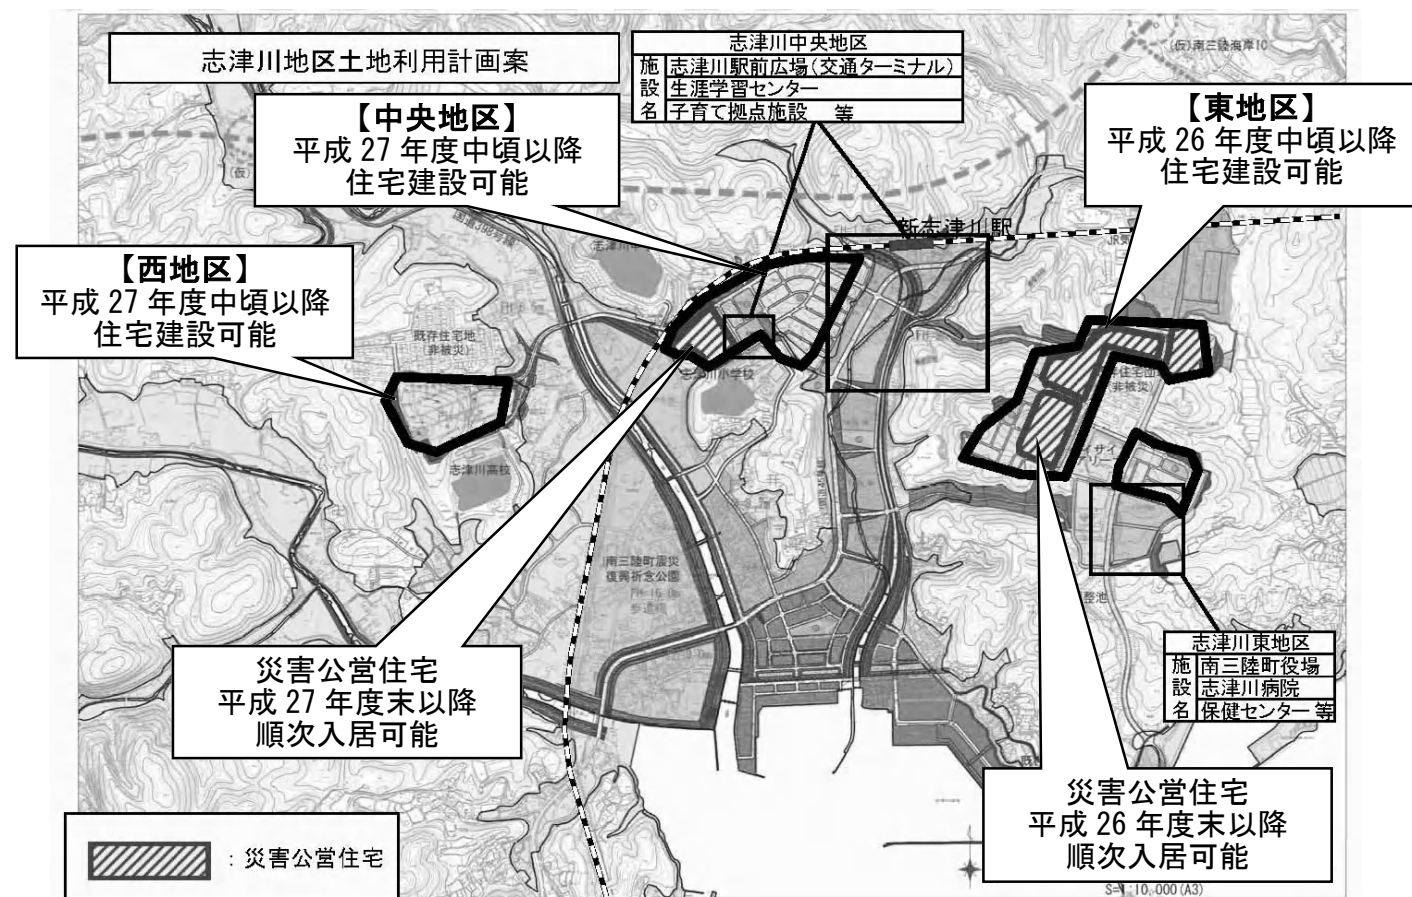 志津川地区土地利用計画案
志津川中央地区
施設名
志津川駅前広場(交通ターミナル)
生涯学習センター
子育て拠点施設 等
(仮)南三陸海岸IC
【中央地区】
平成 27 年度中頃以降
住宅建設可能
【東地区】
平成 26 年度中頃以降
住宅建設可能
【西地区】
平成 27 年度中頃以降
住宅建設可能
(仮)
国道398号線
新志津川駅
既存住宅地
(非被災)
志津川小学校
志津川高校
(非被災)
南三陸町震災
復興祈念公園
災害公営住宅
平成 27 年度末以降
順次入居可能
志津川東地区
施設名
南三陸町役場
志津川病院
保健センター 等
災害公営住宅
平成 26 年度末以降
順次入居可能
：災害公営住宅
S=1:10,000(A3)